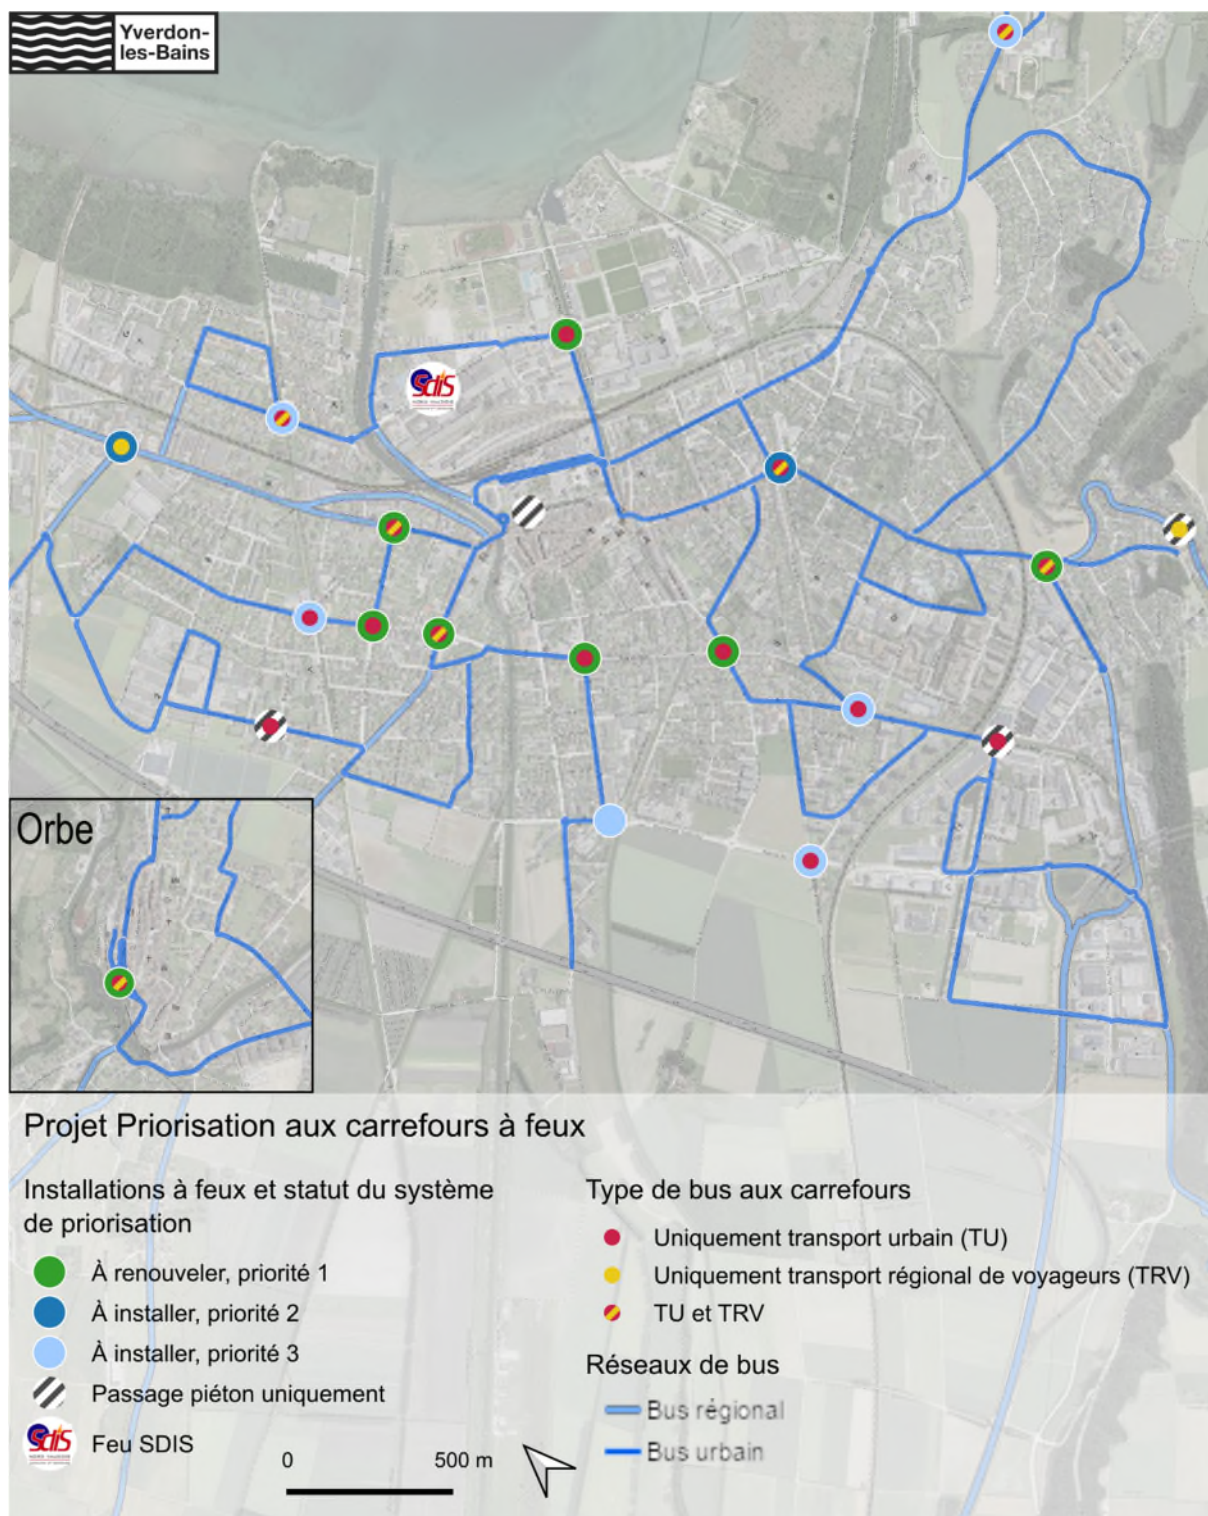 Yverdon-
les-Bains
SdiS
Orbe
Projet Priorisation aux carrefours à feux
Installations à feux et statut du système
de priorisation
À renouveler, priorité 1
À installer, priorité 2
À installer, priorité 3
Passage piéton uniquement
SdiS
Feu SDIS
0 500 m
Type de bus aux carrefours
Uniquement transport urbain (TU)
Uniquement transport régional de voyageurs (TRV)
TU et TRV
Réseaux de bus
Bus régional
Bus urbain